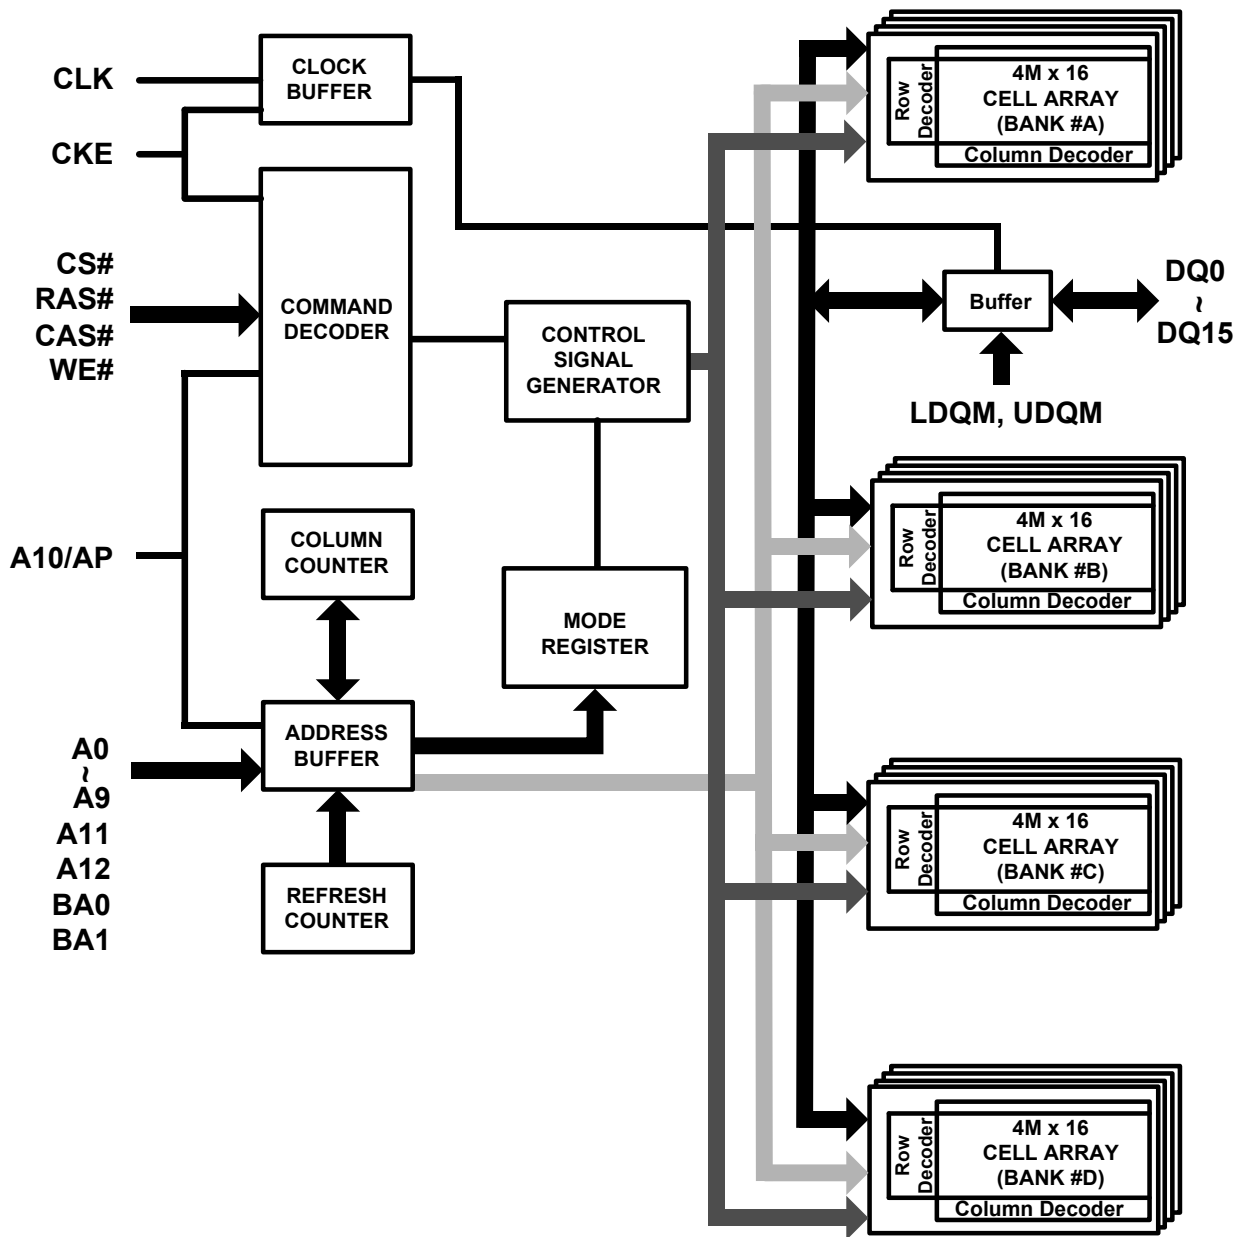 CLK
CKE
CS#
RAS#
CAS#
WE#
A10/AP
A0
~
A9
A11
A12
BA0
BA1
CLOCK
BUFFER
COMMAND
DECODER
COLUMN
COUNTER
ADDRESS
BUFFER
REFRESH
COUNTER
CONTROL
SIGNAL
GENERATOR
MODE
REGISTER
Row
Decoder
4M x 16
CELL ARRAY
(BANK #A)
Column Decoder
Buffer
DQ0
~
DQ15
LDQM, UDQM
Row
Decoder
4M x 16
CELL ARRAY
(BANK #B)
Column Decoder
Row
Decoder
4M x 16
CELL ARRAY
(BANK #C)
Column Decoder
Row
Decoder
4M x 16
CELL ARRAY
(BANK #D)
Column Decoder